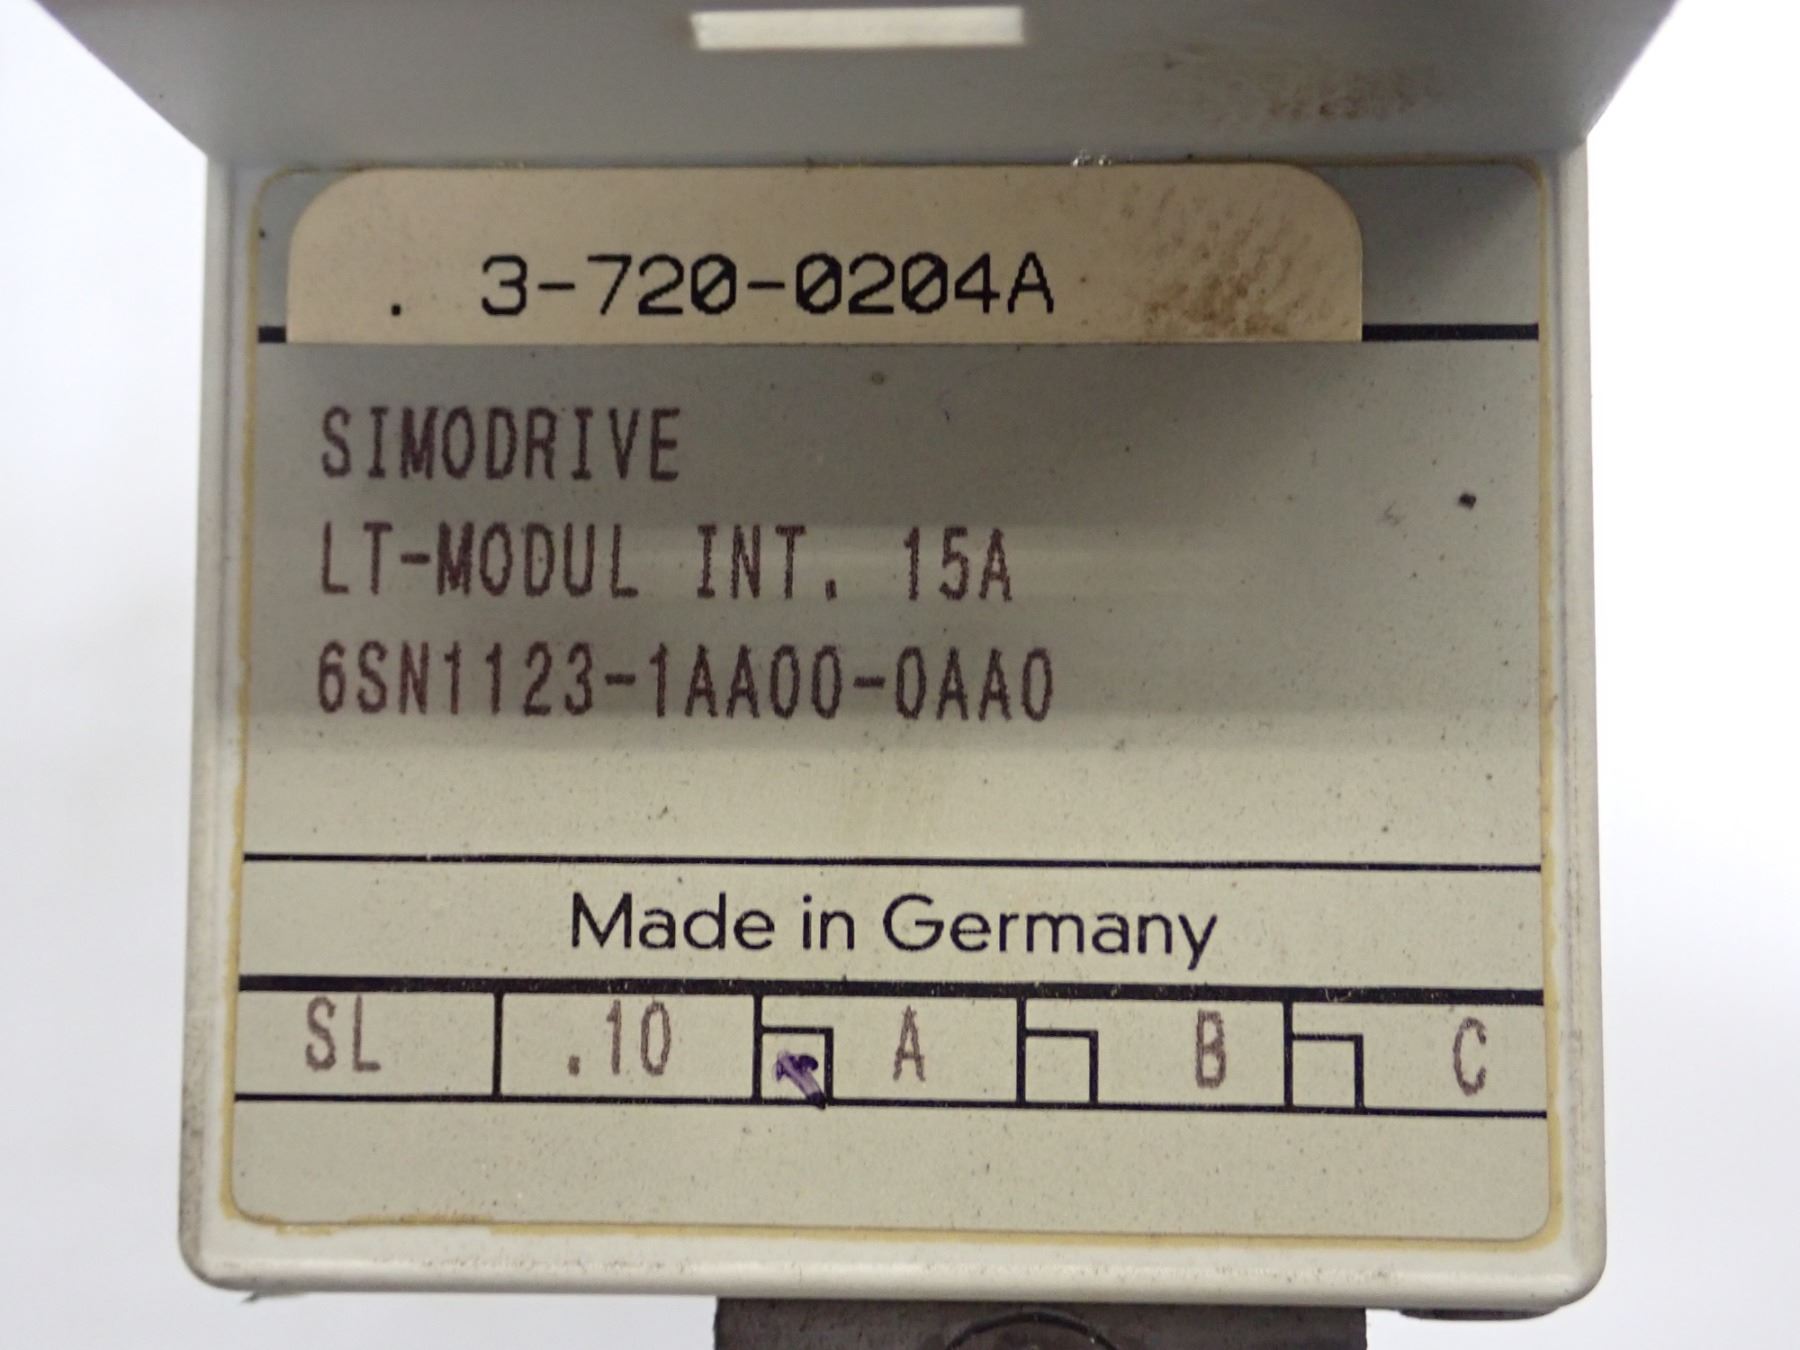 . 3-720-0204A
SIMODRIVE
LT-MODUL INT. 15A
6SN1123-1AA00-0AA0
Made in Germany
SL .10 A B C